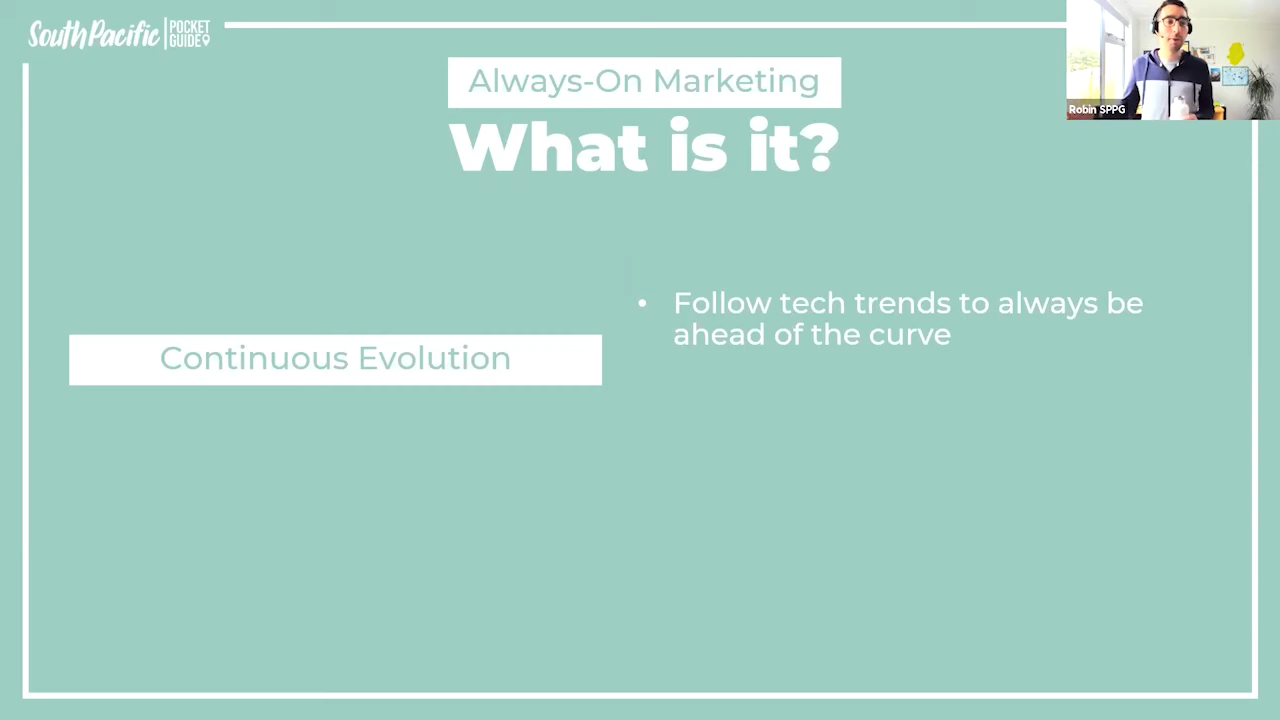 South Pacific POCKET GUIDE
Always-On Marketing
What is it?
Robin SPPG
• Follow tech trends to always be
ahead of the curve
Continuous Evolution